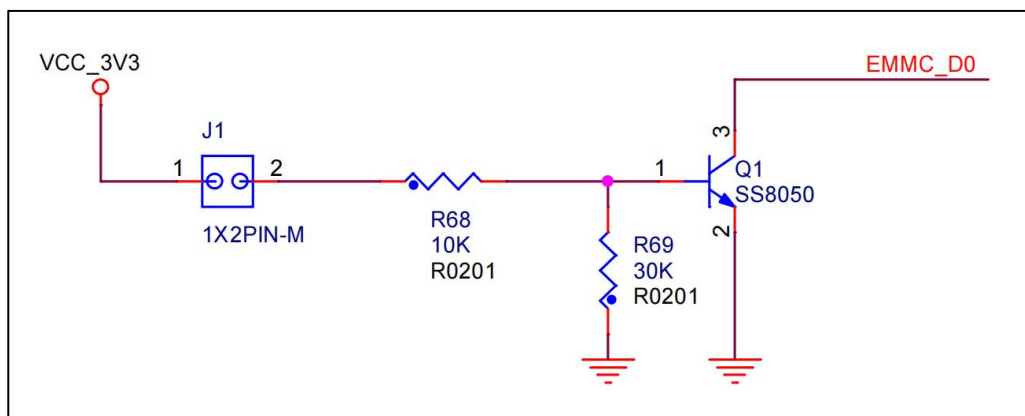 VCC_3V3
EMMC_D0
J1
1
2
1X2PIN-M
R68
10K
R0201
R69
30K
R0201
1
3
2
Q1
SS8050